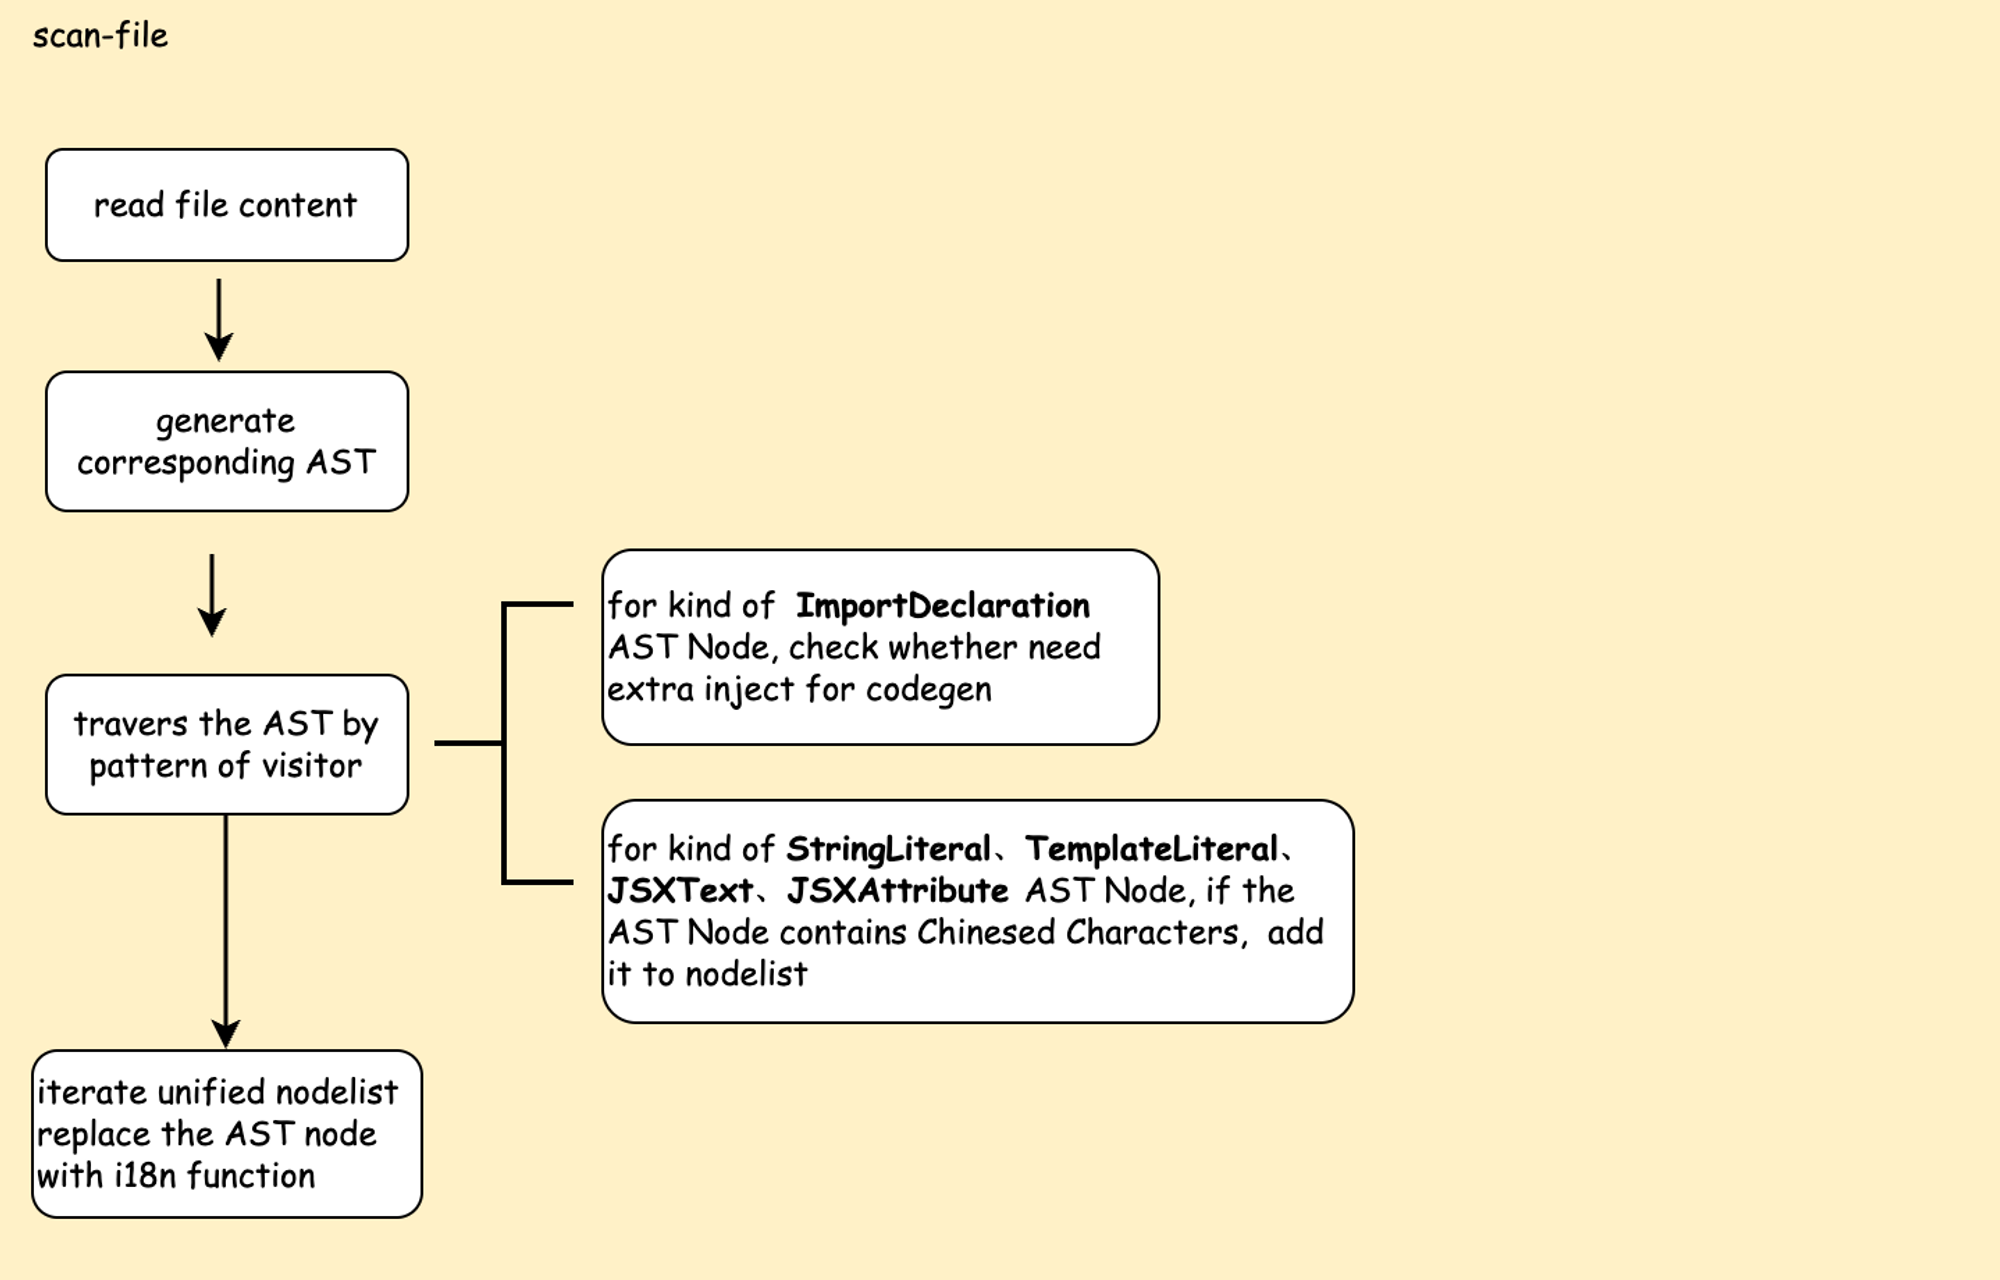 scan-file
read file content
generate
corresponding AST
travers the AST by
pattern of visitor
for kind of ImportDeclaration
AST Node, check whether need
extra inject for codegen
for kind of StringLiteral、TemplateLiteral、
JSXText、JSXAttribute AST Node, if the
AST Node contains Chinesed Characters, add
it to nodelist
iterate unified nodelist
replace the AST node
with i18n function